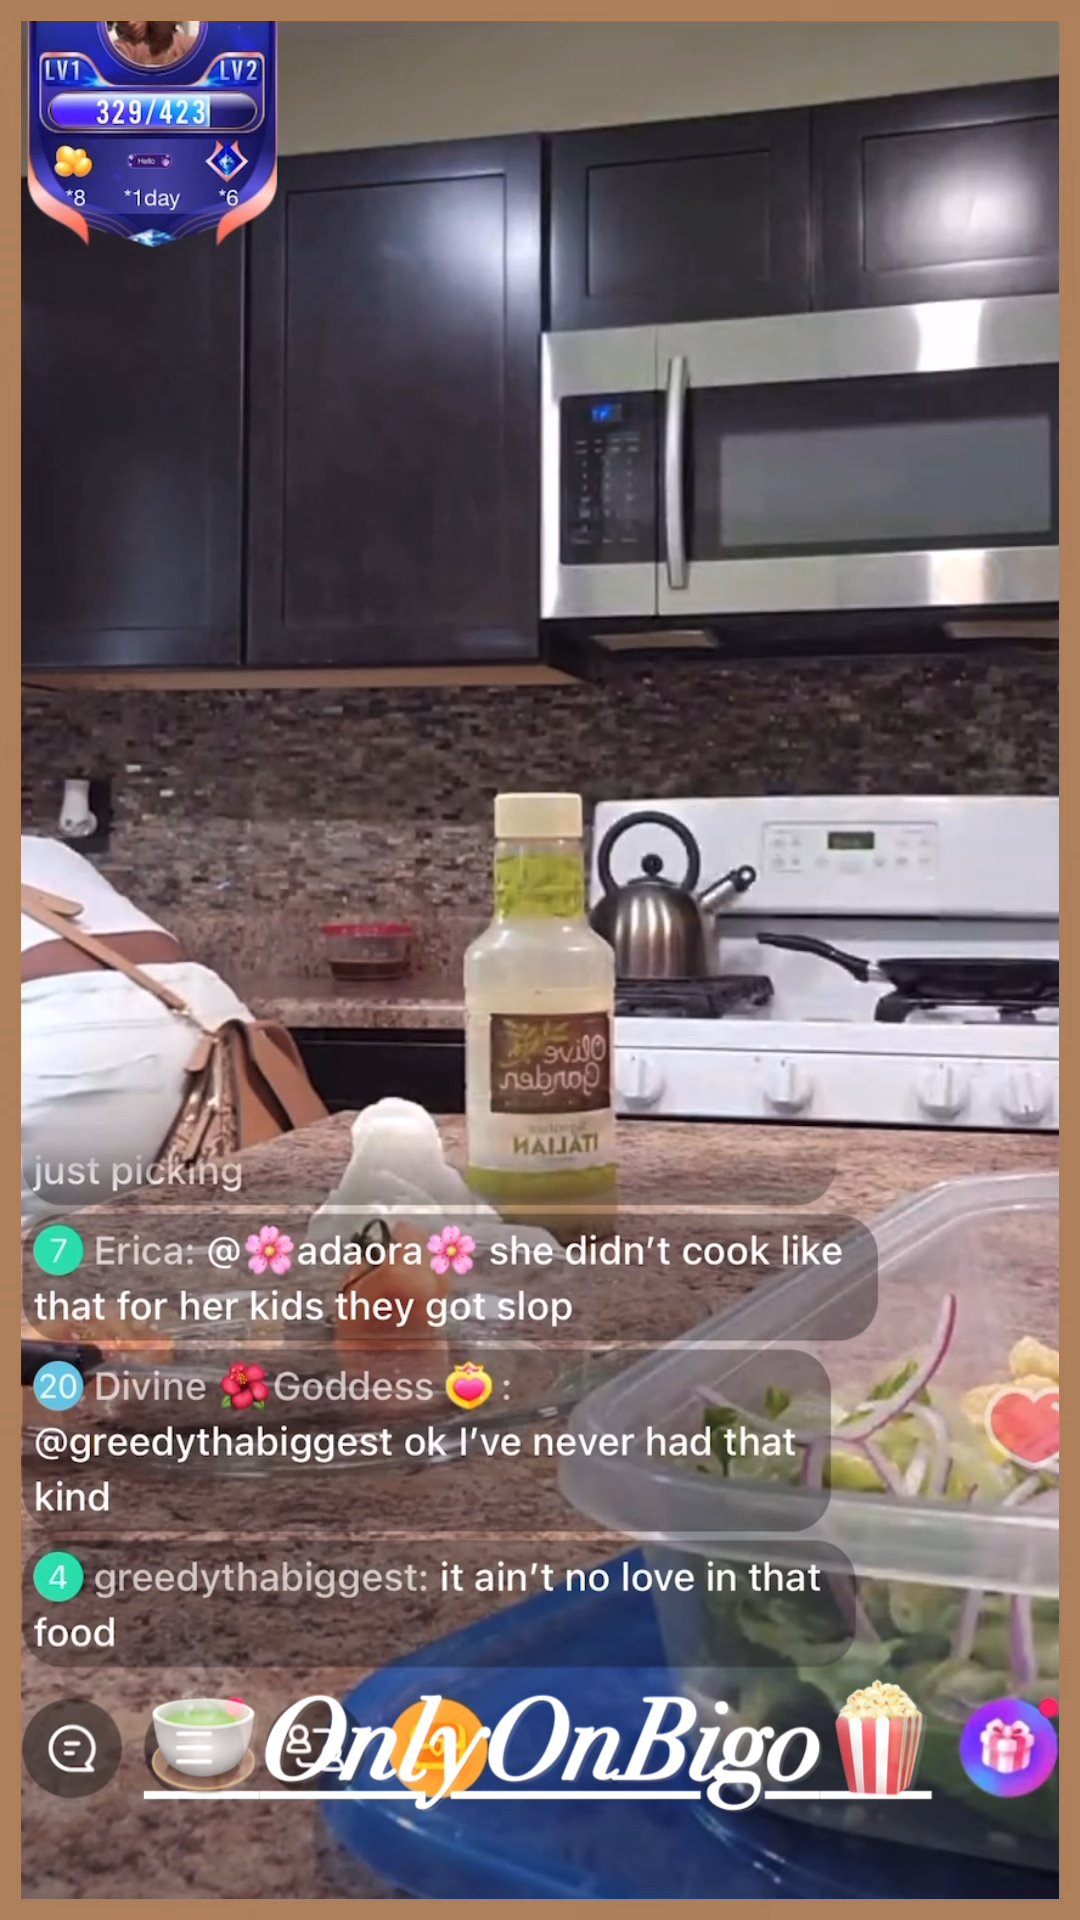 LV1 LV2
329/423
Hello
*8 *1day *6
Olive
Garden
Signature
ITALIAN
just picking
7 Erica: @🌸adaora🌸 she didn’t cook like
that for her kids they got slop
20 Divine 🌺Goddess 😍 :
@greedythabiggest ok I’ve never had that
kind
4 greedythabiggest: it ain’t no love in that
food
OnlyOnBigo